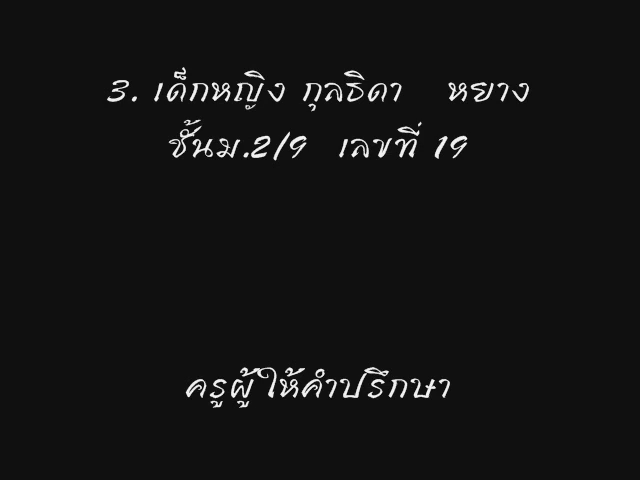 3. เด็กหญิง กุลธิดา หยาง
ชั้นม.2/9 เลขที่ 19
ครูผู้ให้คำปรึกษา